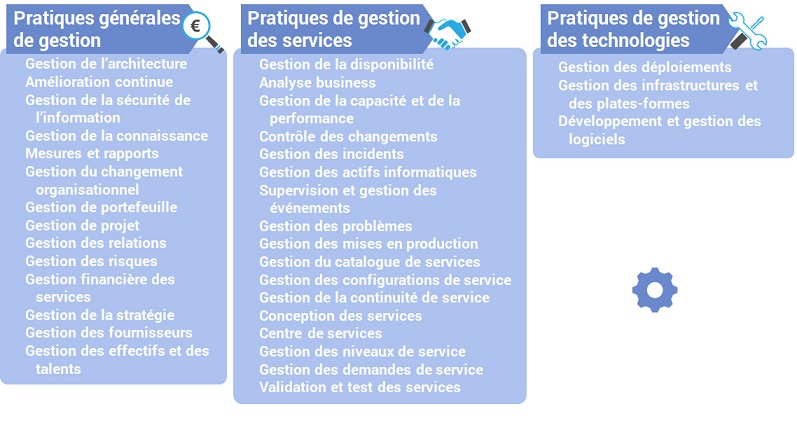 Pratiques générales
de gestion
€
Gestion de l'architecture
Amélioration continue
Gestion de la sécurité de
l'information
Gestion de la connaissance
Mesures et rapports
Gestion du changement
organisationnel
Gestion de portefeuille
Gestion de projet
Gestion des relations
Gestion des risques
Gestion financière des
services
Gestion de la stratégie
Gestion des fournisseurs
Gestion des effectifs et des
talents
Pratiques de gestion
des services
Gestion de la disponibilité
Analyse business
Gestion de la capacité et de la
performance
Contrôle des changements
Gestion des incidents
Gestion des actifs informatiques
Supervision et gestion des
événements
Gestion des problèmes
Gestion des mises en production
Gestion du catalogue de services
Gestion des configurations de service
Gestion de la continuité de service
Conception des services
Centre de services
Gestion des niveaux de service
Gestion des demandes de service
Validation et test des services
Pratiques de gestion
des technologies
Gestion des déploiements
Gestion des infrastructures et
des plates-formes
Développement et gestion des
logiciels